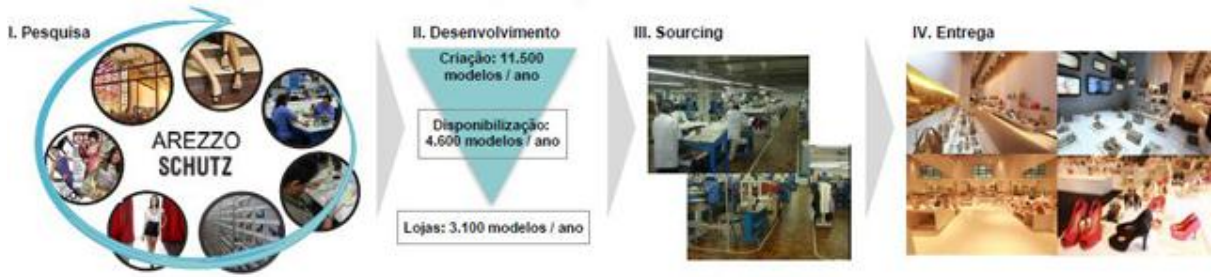 I. Pesquisa
AREZZO
SCHUTZ
II. Desenvolvimento
Criação: 11.500
modelos / ano
Disponibilização:
4.600 modelos / ano
Lojas: 3.100 modelos / ano
III. Sourcing
IV. Entrega